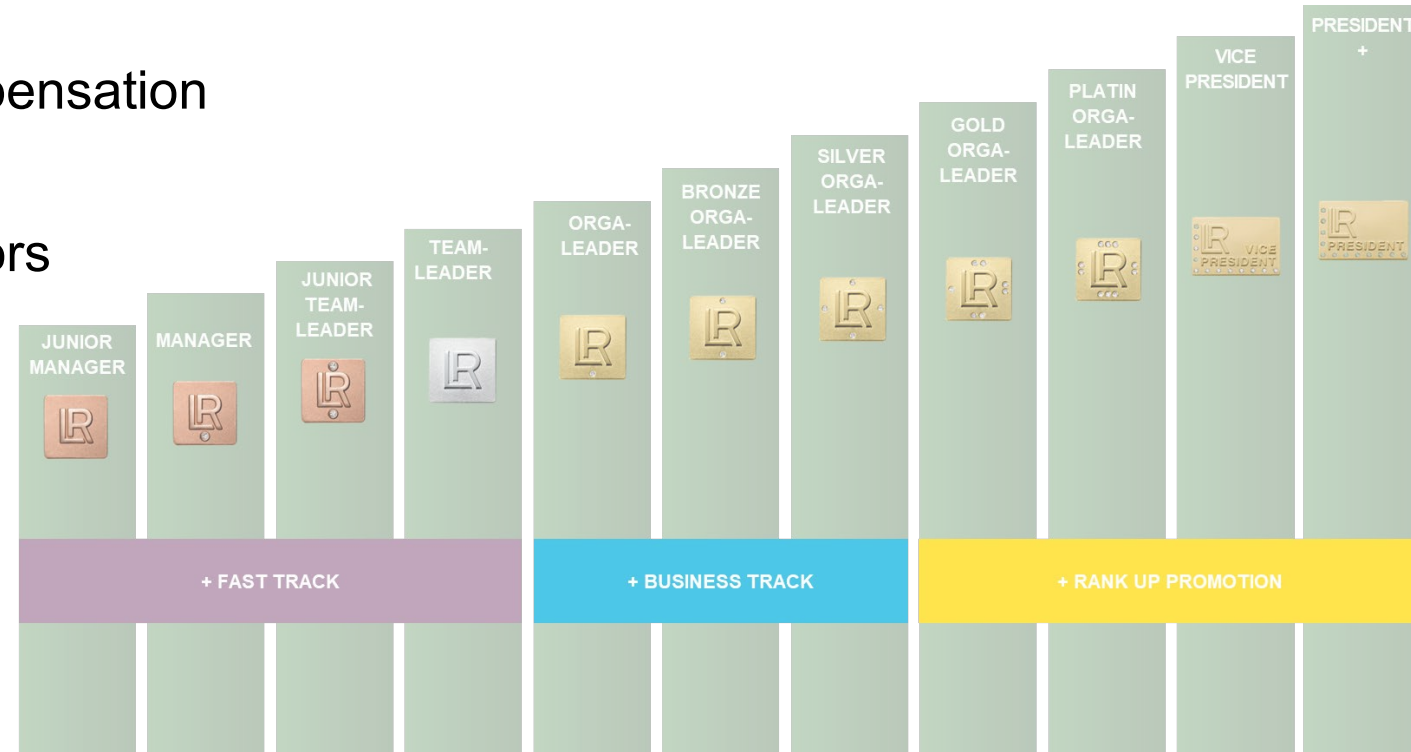 pensation
ors
JUNIOR
MANAGER
LR
MANAGER
LR
JUNIOR
TEAM-
LEADER
LR
TEAM-
LEADER
LR
ORGA-
LEADER
LR
BRONZE
ORGA-
LEADER
LR
SILVER
ORGA-
LEADER
LR
GOLD
ORGA-
LEADER
LR
PLATIN
ORGA-
LEADER
LR
VICE
PRESIDENT
LR
VICE
PRESIDENT
PRESIDENT
+
LR
PRESIDENT
+ FAST TRACK
+ BUSINESS TRACK
+ RANK UP PROMOTION